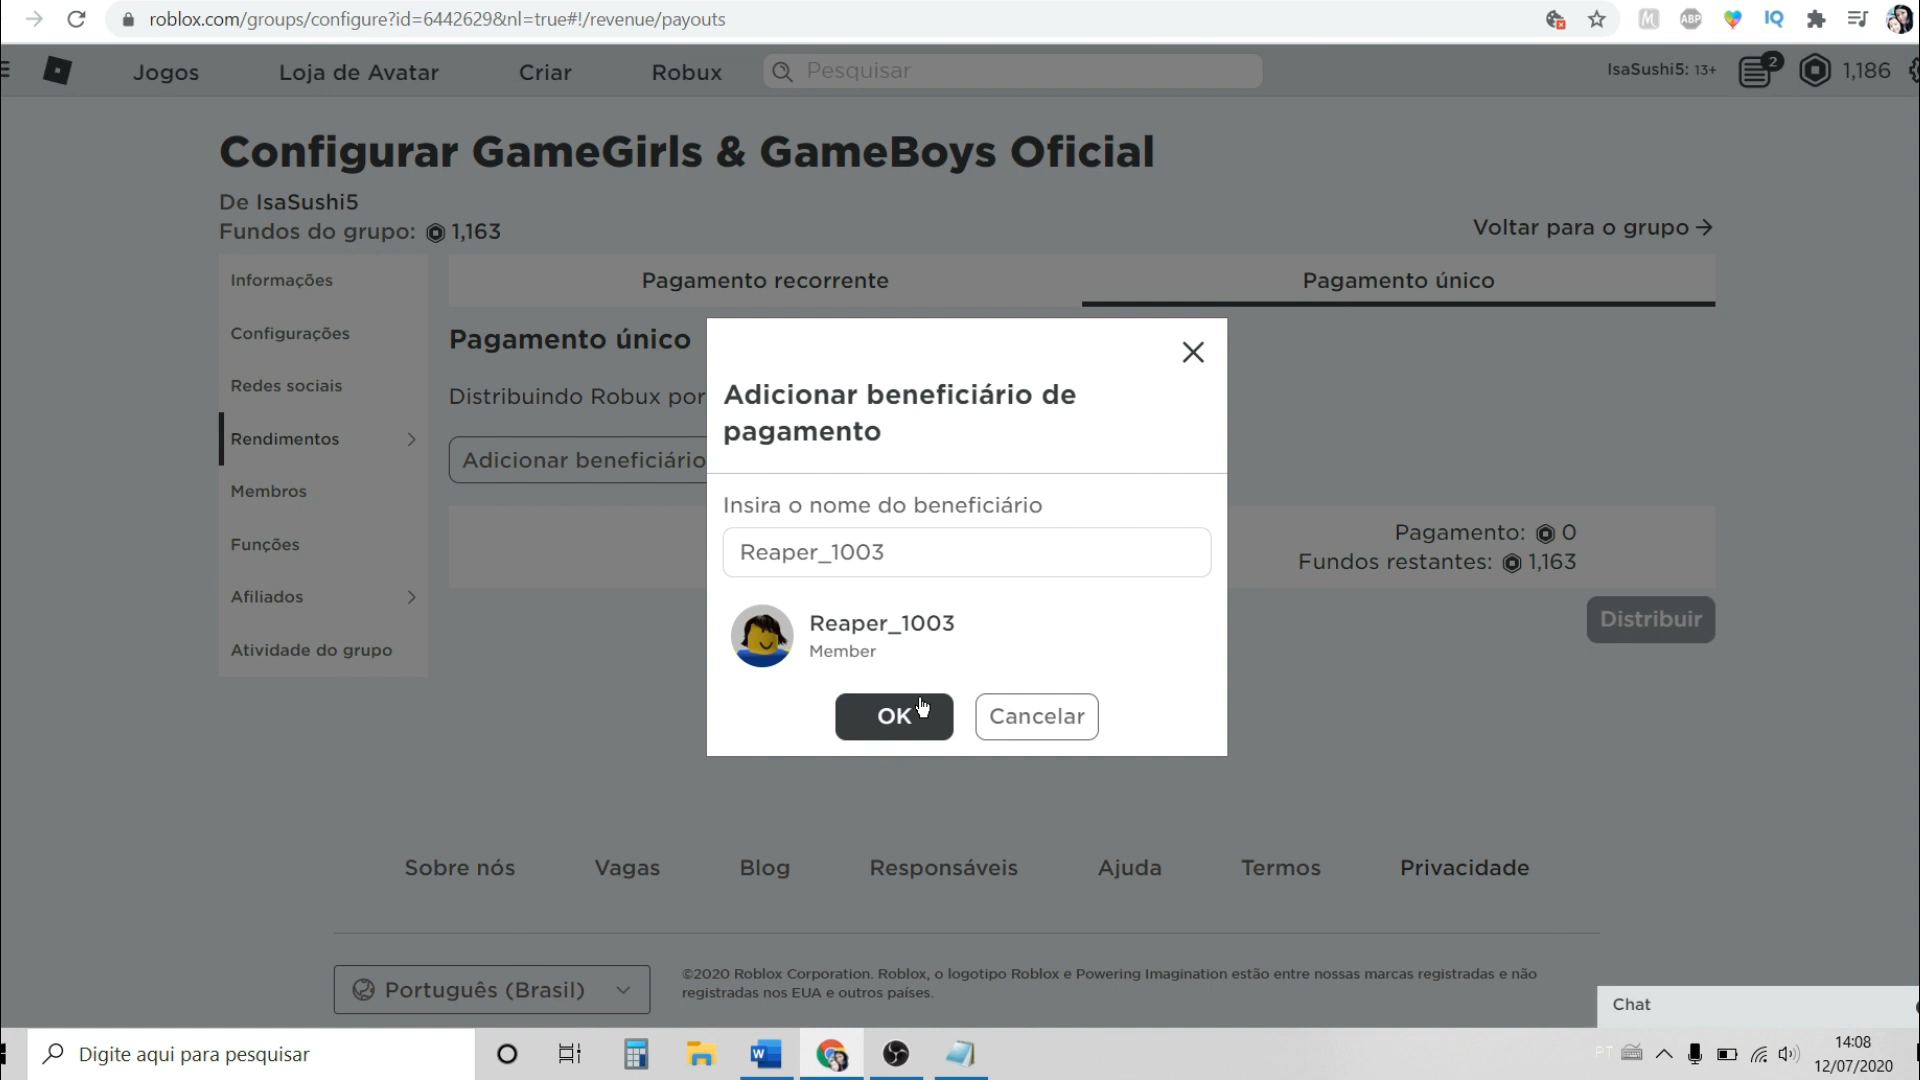 roblox.com/groups/configure?id=6442629&nl=true#!/revenue/payouts
ABP
IQ
Jogos
Loja de Avatar
Criar
Robux
Pesquisar
IsaSushi5: 13+
2
1,186
Configurar GameGirls & GameBoys Oficial
De IsaSushi5
Fundos do grupo: 1,163
Voltar para o grupo
Informações
Configurações
Redes sociais
Rendimentos
Membros
Funções
Afiliados
Atividade do grupo
Pagamento recorrente
Pagamento único
Pagamento único
Distribuindo Robux por
Adicionar beneficiário
Pagamento: 0
Fundos restantes: 1,163
Distribuir
Adicionar beneficiário de
pagamento
Insira o nome do beneficiário
Reaper_1003
Reaper_1003
Member
OK
Cancelar
Sobre nós
Vagas
Blog
Responsáveis
Ajuda
Termos
Privacidade
Português (Brasil)
©2020 Roblox Corporation. Roblox, o logotipo Roblox e Powering Imagination estão entre nossas marcas registradas e não
registradas nos EUA e outros países.
Chat
Digite aqui para pesquisar
W
PT
14:08
12/07/2020